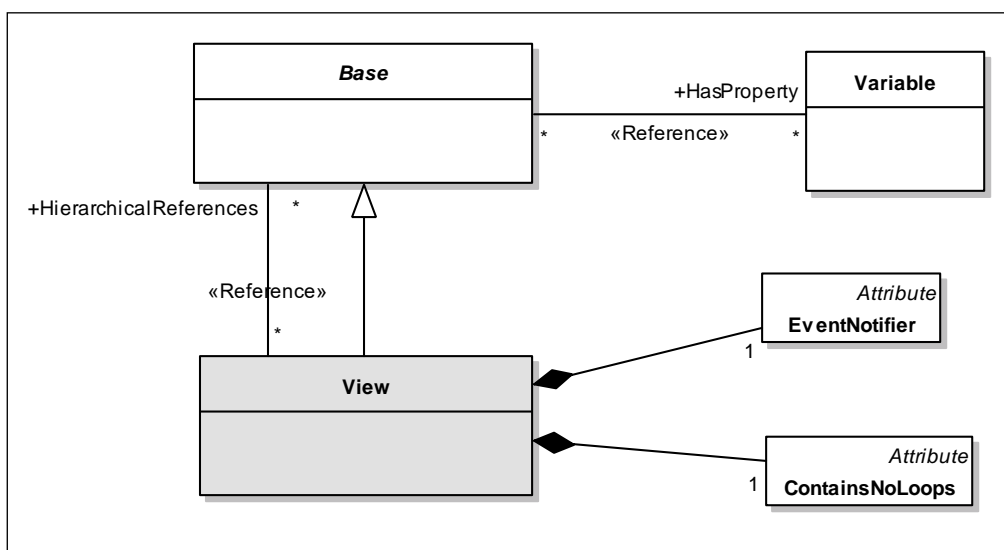 Base
Variable
+HasProperty
*
«Reference»
*
+HierarchicalReferences
*
«Reference»
*
Attribute
EventNotifier
1
View
Attribute
ContainsNoLoops
1